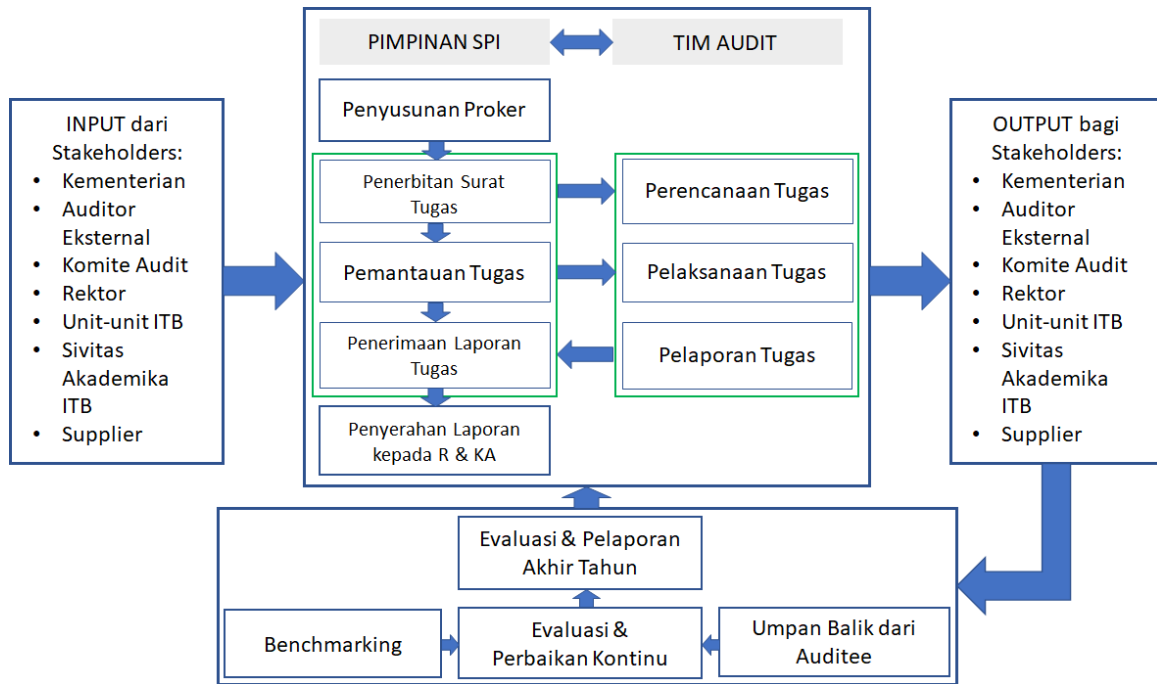 PIMPINAN SPI
TIM AUDIT
Penyusunan Proker
Penerbitan Surat
Tugas
Perencanaan Tugas
Pemantauan Tugas
Pelaksanaan Tugas
Penerimaan Laporan
Tugas
Pelaporan Tugas
Penyerahan Laporan
kepada R & KA
INPUT dari
Stakeholders:
• Kementerian
• Auditor
Eksternal
• Komite Audit
• Rektor
• Unit-unit ITB
• Sivitas
Akademika
ITB
• Supplier
OUTPUT bagi
Stakeholders:
• Kementerian
• Auditor
Eksternal
• Komite Audit
• Rektor
• Unit-unit ITB
• Sivitas
Akademika
ITB
• Supplier
Evaluasi & Pelaporan
Akhir Tahun
Benchmarking
Evaluasi &
Perbaikan Kontinu
Umpan Balik dari
Auditee